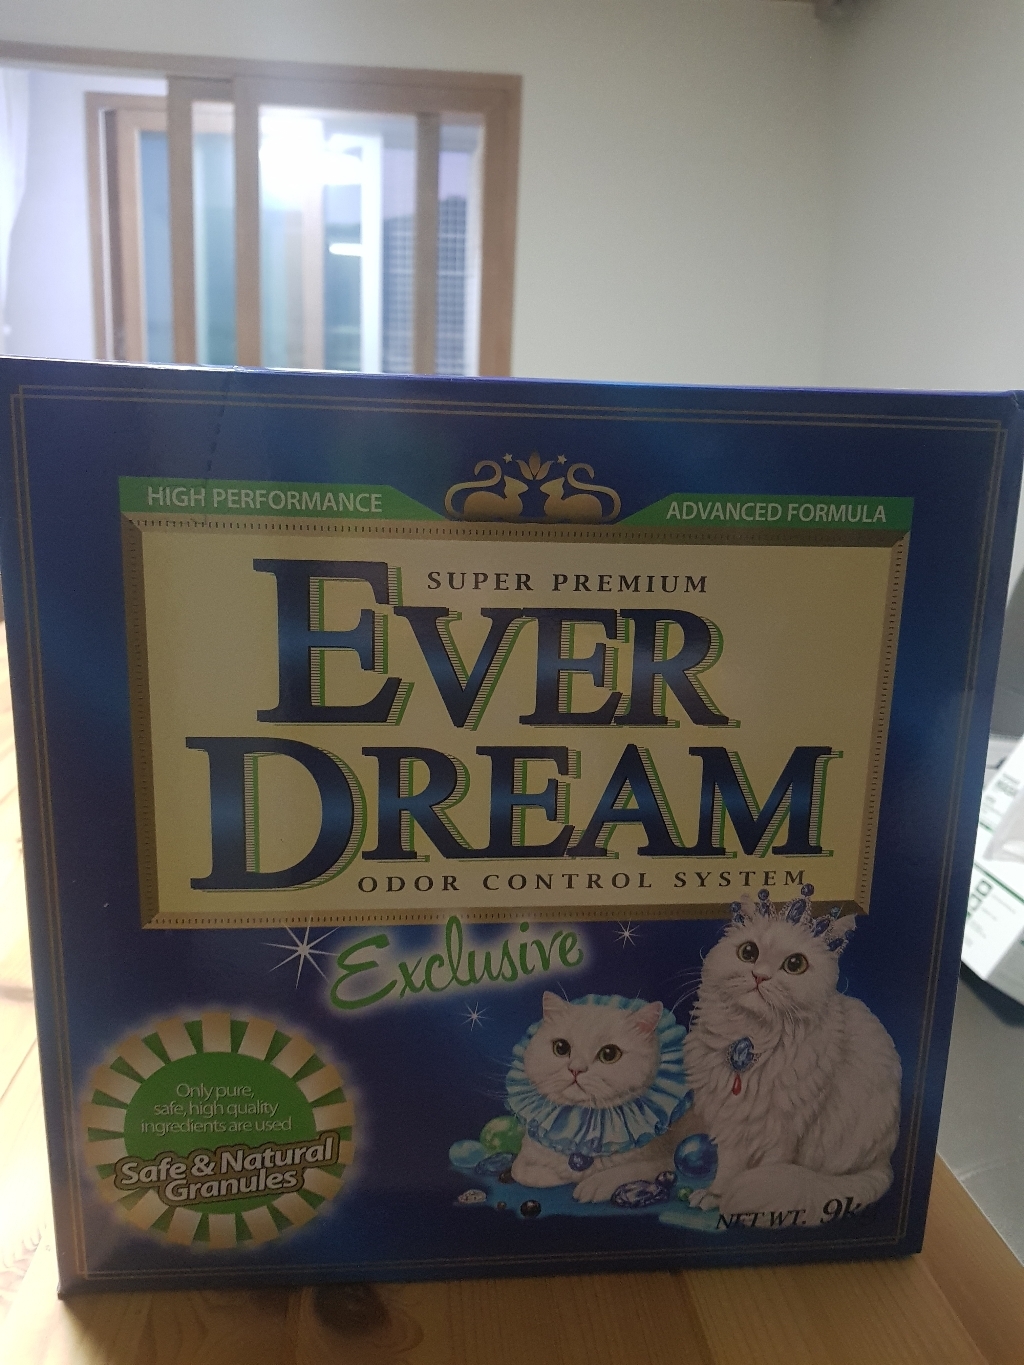 HIGH PERFORMANCE
ADVANCED FORMULA
SUPER PREMIUM
EVER
DREAM
ODOR CONTROL SYSTEM
Exclusive
Only pure,
safe, high quality
ingredients are used
Safe & Natural
Granules
NET WT. 9kg